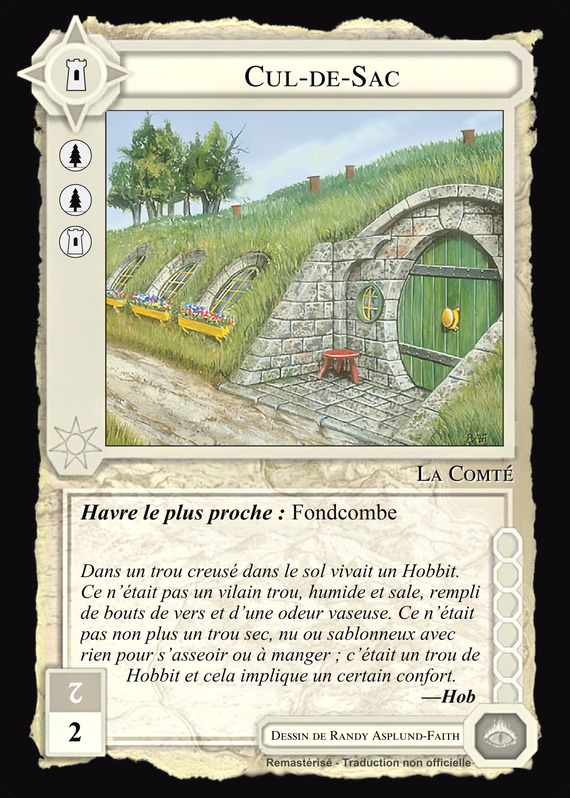 Cul-de-Sac
La Comté
Havre le plus proche : Fondcombe
Dans un trou creusé dans le sol vivait un Hobbit.
Ce n'était pas un vilain trou, humide et sale, rempli
de bouts de vers et d'une odeur vaseuse. Ce n'était
pas non plus un trou sec, nu ou sablonneux avec
rien pour s'asseoir ou à manger ; c'était un trou de
Hobbit et cela implique un certain confort.
—Hob
2
2
Dessin de Randy Asplund-Faith
Remastérisé - Traduction non officielle